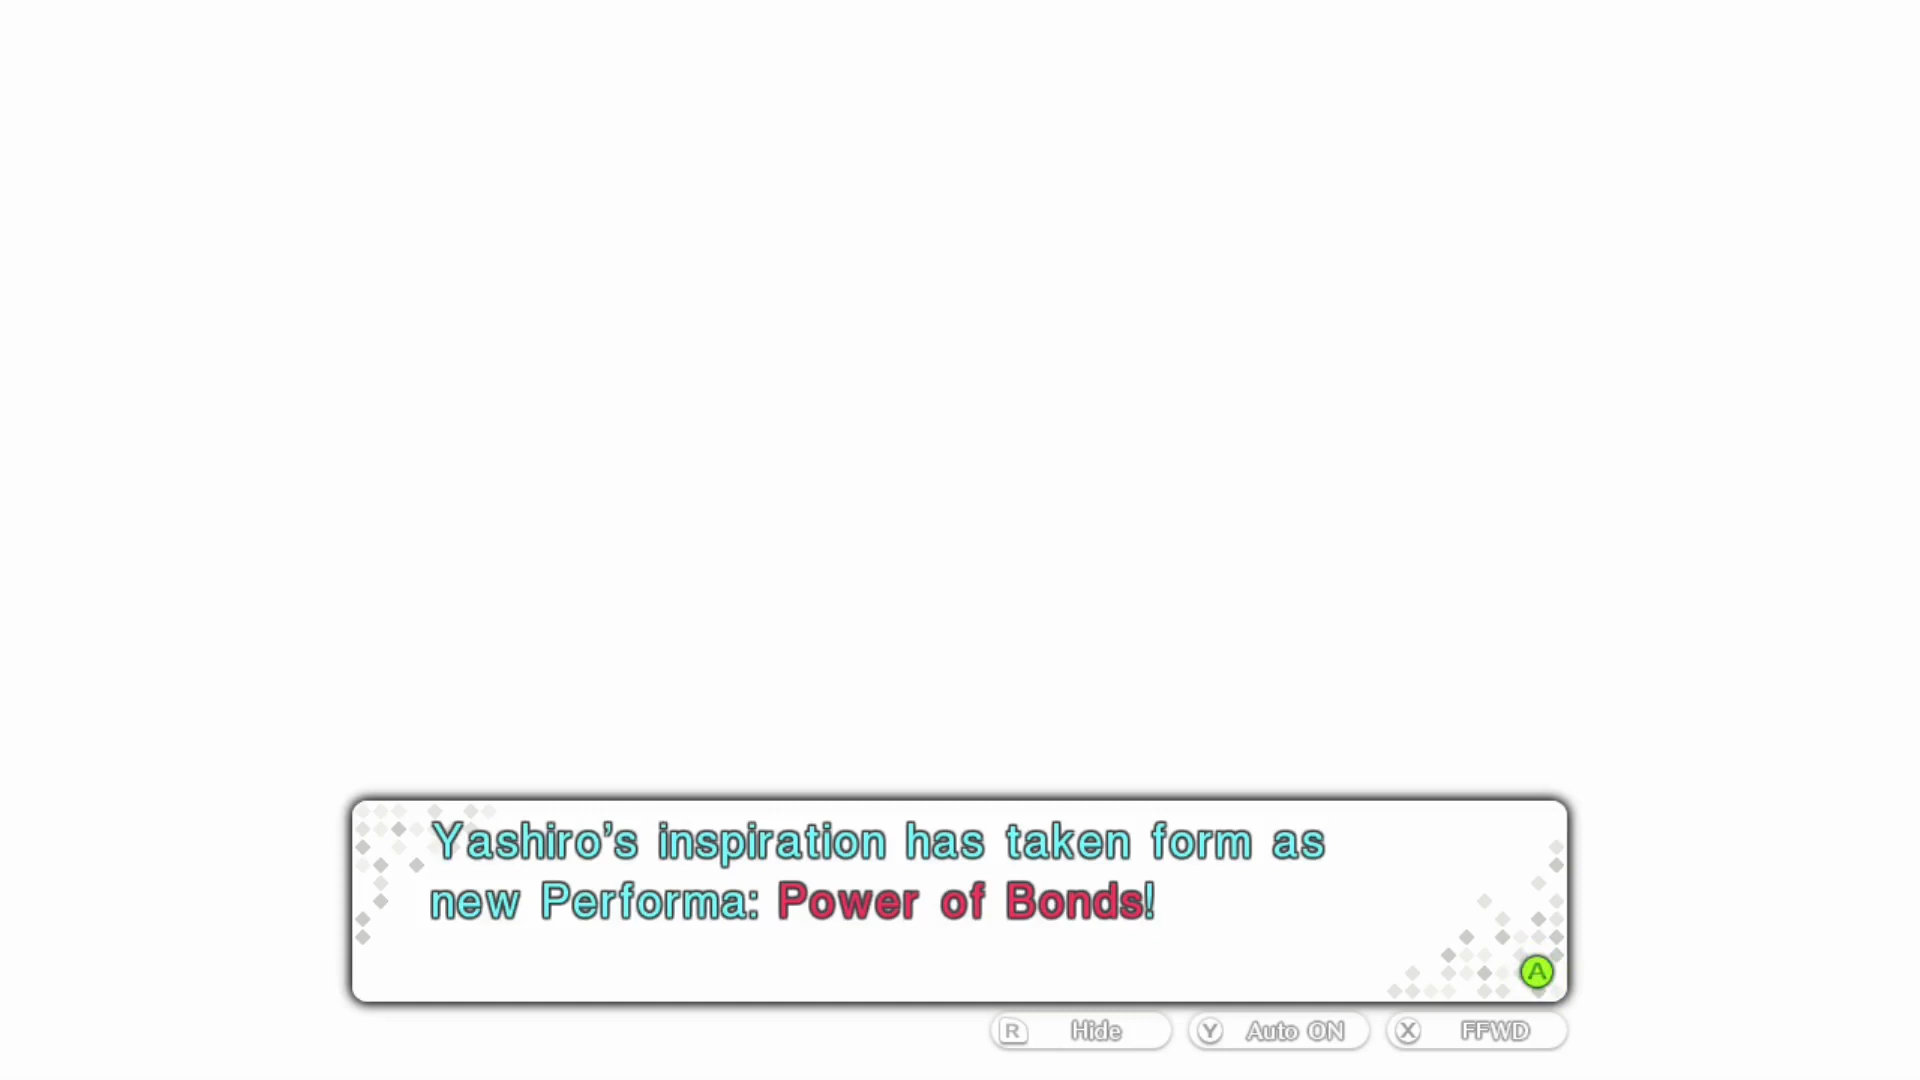 Yashiro’s inspiration has taken form as
new Performa: Power of Bonds!
A
R Hide Y Auto ON X FFWD